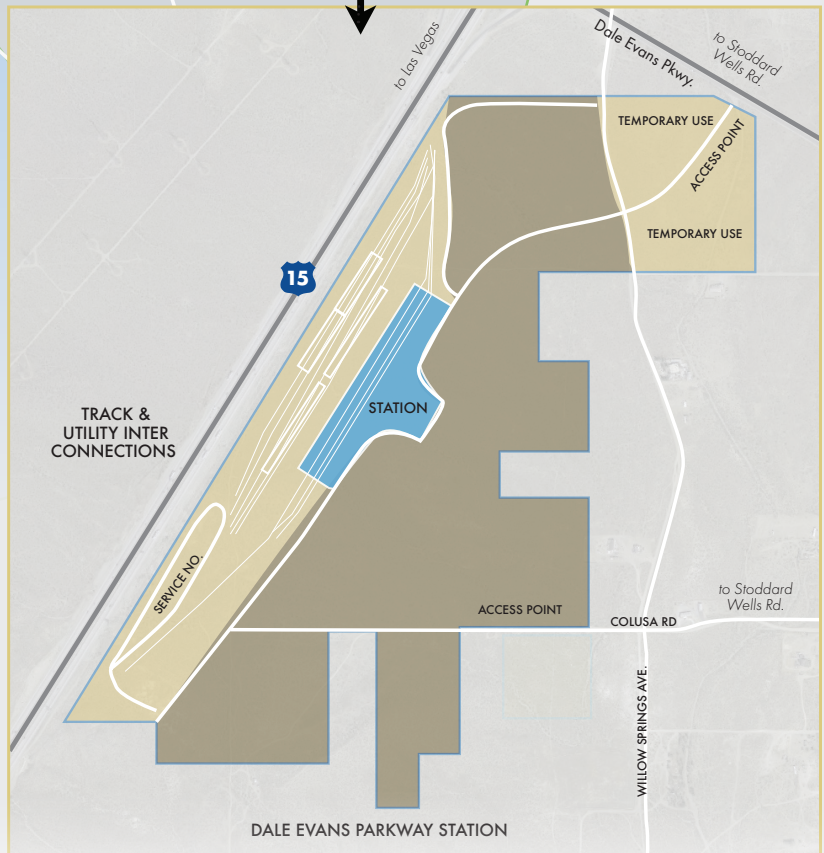 to Las Vegas
Dale Evans Pkwy.
to Stoddard
Wells Rd.
TEMPORARY USE
ACCESS POINT
TEMPORARY USE
15
STATION
TRACK &
UTILITY INTER
CONNECTIONS
SERVICE NO.
ACCESS POINT
COLUSA RD
to Stoddard
Wells Rd.
WILLOW SPRINGS AVE.
DALE EVANS PARKWAY STATION